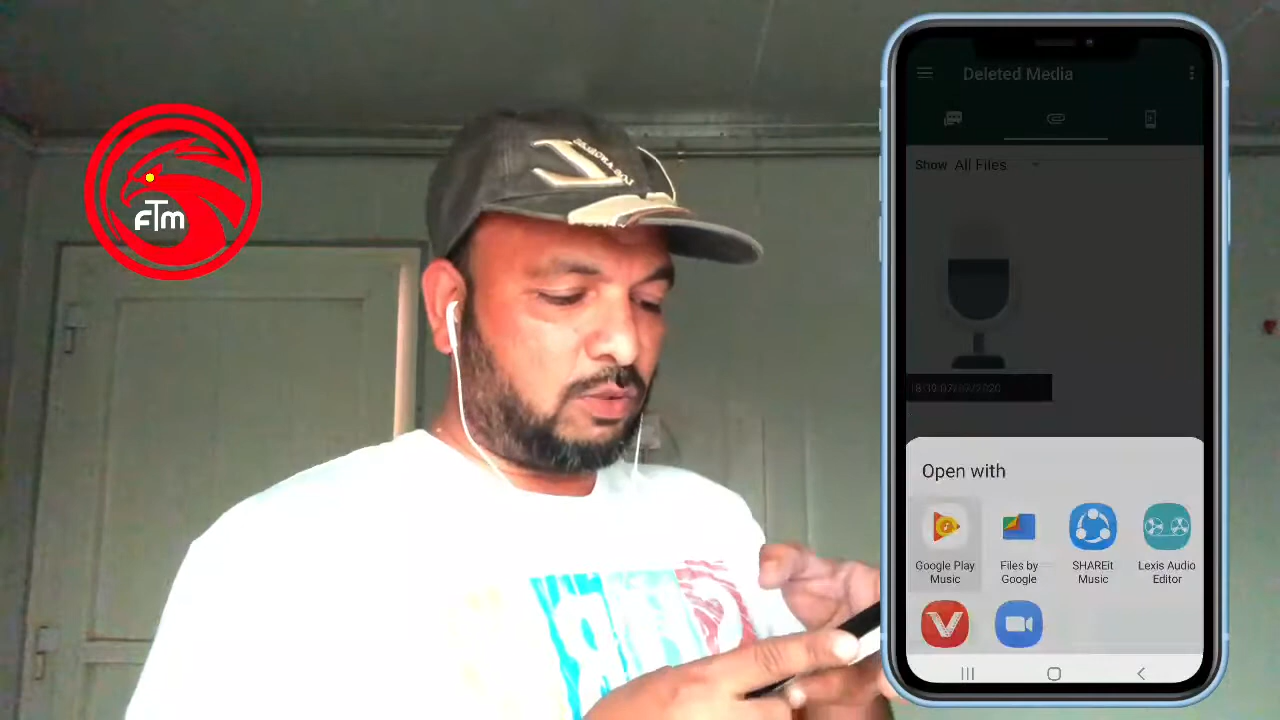 FTm
Deleted Media
Show All Files
Open with
Google Play Music
Files by Google
SHAREit Music
Lexis Audio Editor